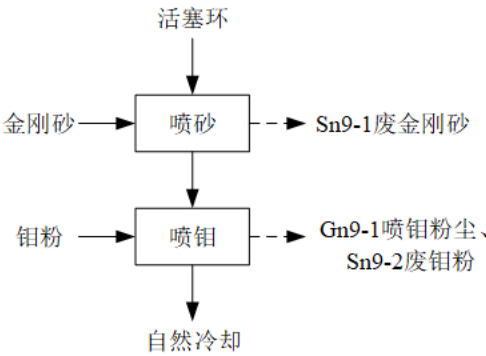 活塞环
金刚砂
喷砂
Sn9-1废金刚砂
钼粉
喷钼
Gn9-1喷钼粉尘、
Sn9-2废钼粉
自然冷却